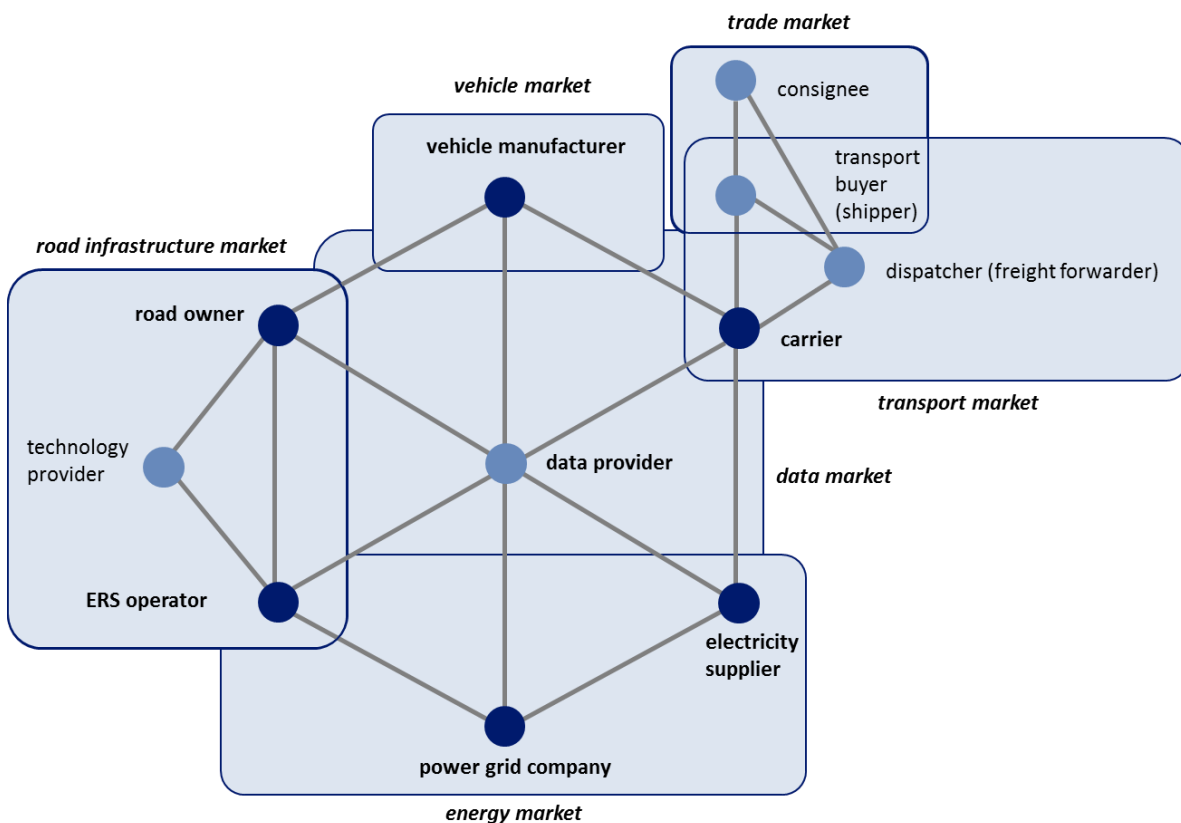 trade market
vehicle market
consignee
vehicle manufacturer
transport
buyer
(shipper)
road infrastructure market
dispatcher (freight forwarder)
road owner
carrier
transport market
technology
provider
data provider
data market
ERS operator
electricity
supplier
power grid company
energy market